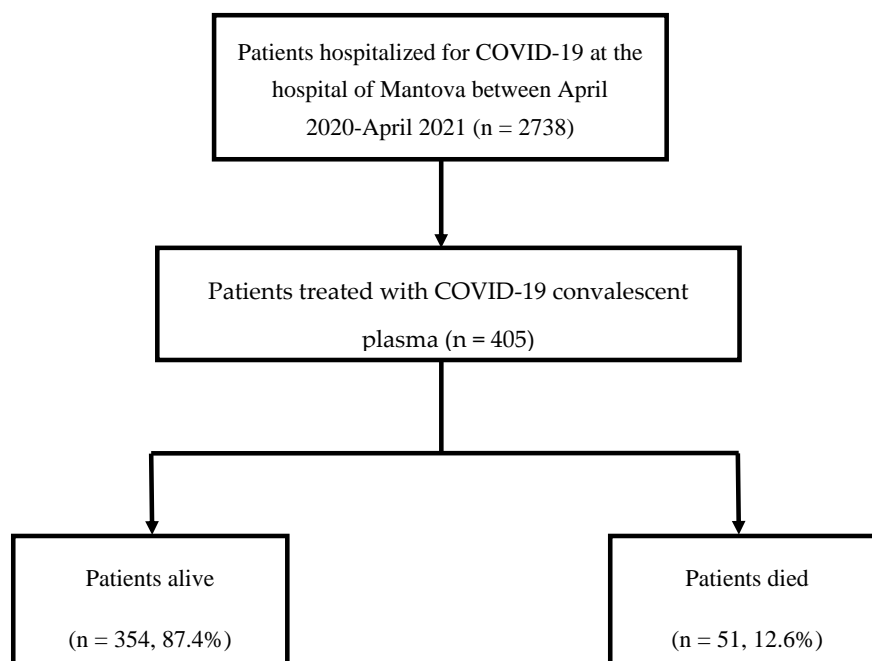 Patients hospitalized for COVID-19 at the
hospital of Mantova between April
2020-April 2021 (n = 2738)
Patients treated with COVID-19 convalescent
plasma (n = 405)
Patients alive
(n = 354, 87.4%)
Patients died
(n = 51, 12.6%)